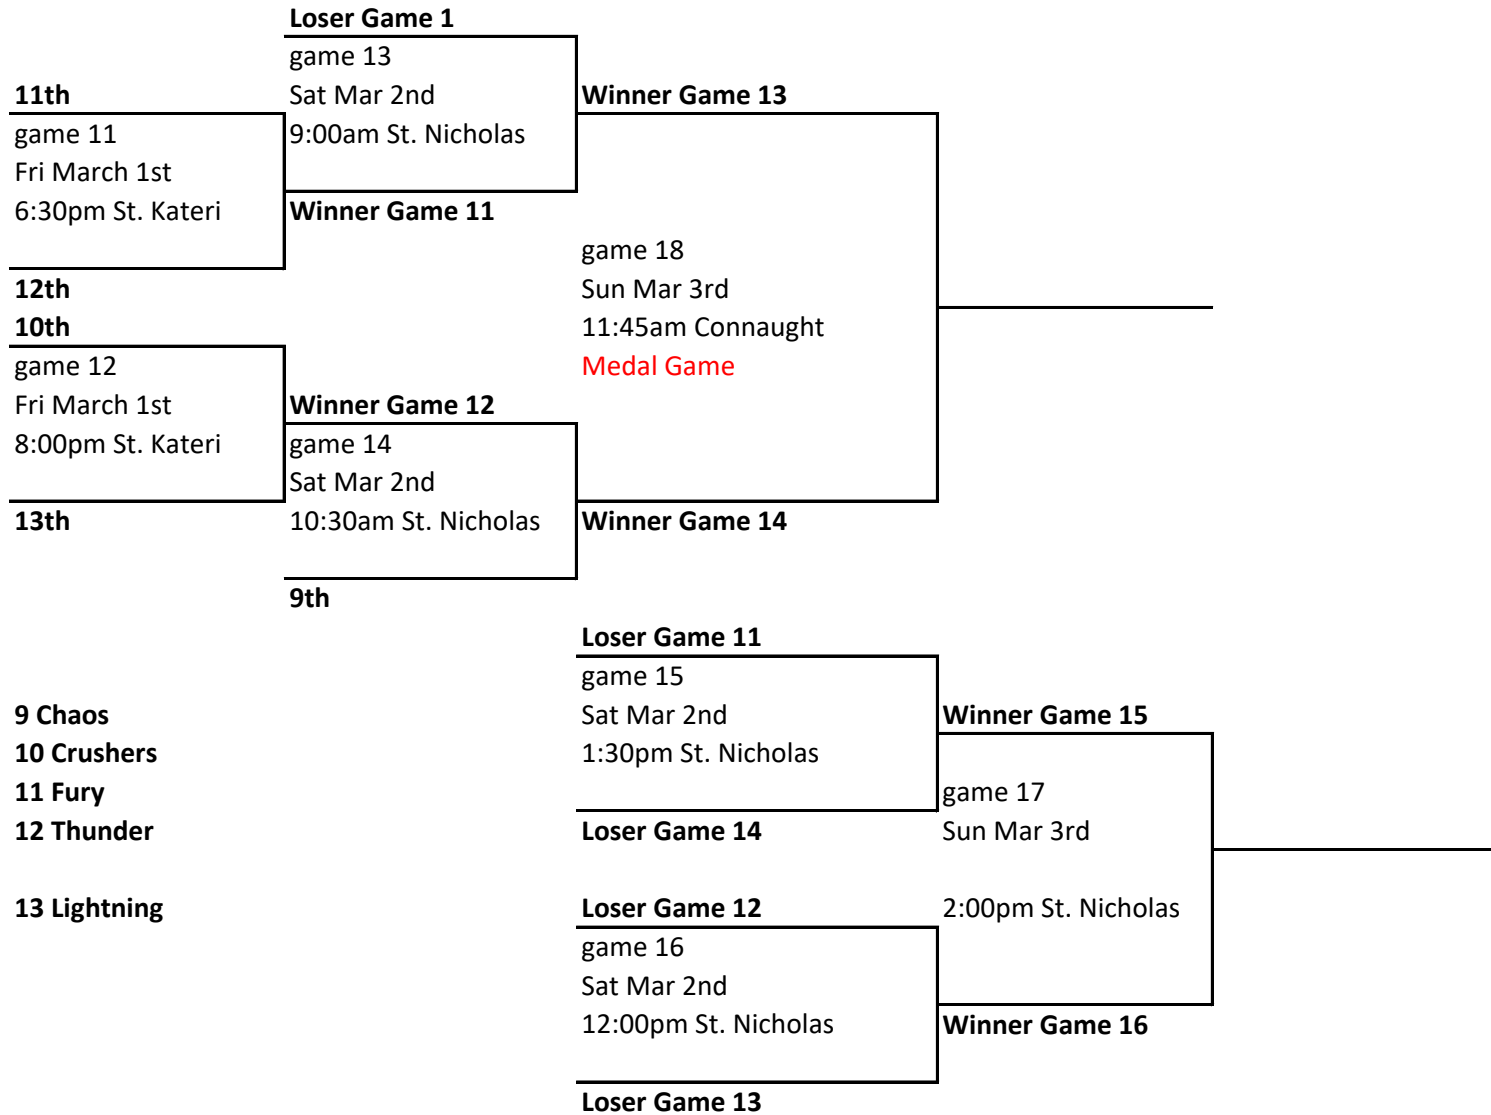 Loser Game 1
game 13
Sat Mar 2nd
9:00am St. Nicholas
11th
game 11
Fri March 1st
6:30pm St. Kateri
Winner Game 11
12th
Winner Game 13
game 18
Sun Mar 3rd
11:45am Connaught
Medal Game
10th
game 12
Fri March 1st
8:00pm St. Kateri
13th
Winner Game 12
game 14
Sat Mar 2nd
10:30am St. Nicholas
9th
Winner Game 14
Loser Game 11
game 15
Sat Mar 2nd
1:30pm St. Nicholas
Loser Game 14
Winner Game 15
game 17
Sun Mar 3rd
2:00pm St. Nicholas
Winner Game 16
Loser Game 12
game 16
Sat Mar 2nd
12:00pm St. Nicholas
Loser Game 13
9 Chaos
10 Crushers
11 Fury
12 Thunder
13 Lightning